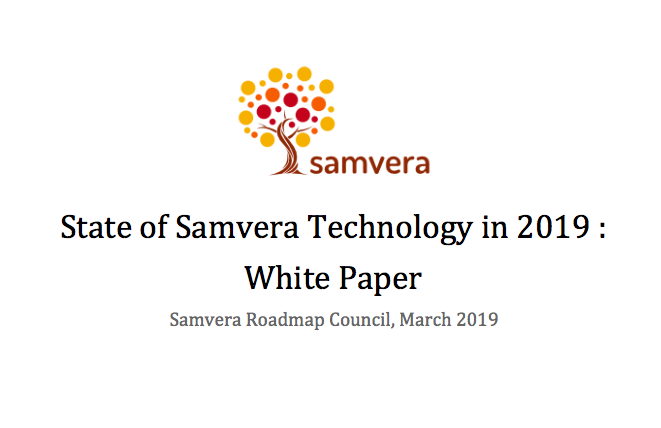 samvera
State of Samvera Technology in 2019 :
White Paper
Samvera Roadmap Council, March 2019